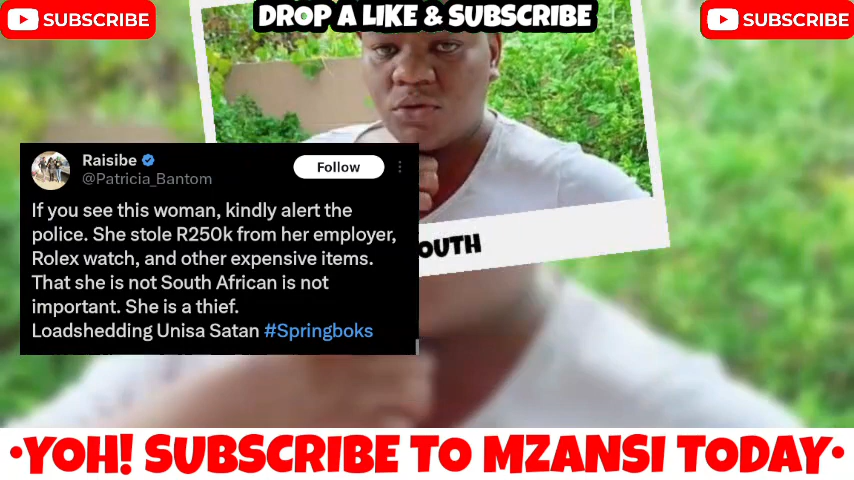 DROP A LIKE & SUBSCRIBE
SUBSCRIBE
SUBSCRIBE
Raisibe
@Patricia_Bantom
Follow
If you see this woman, kindly alert the
police. She stole R250k from her employer,
Rolex watch, and other expensive items.
That she is not South African is not
important. She is a thief.
Loadshedding Unisa Satan #Springboks
•YOH! SUBSCRIBE TO MZANSI TODAY•